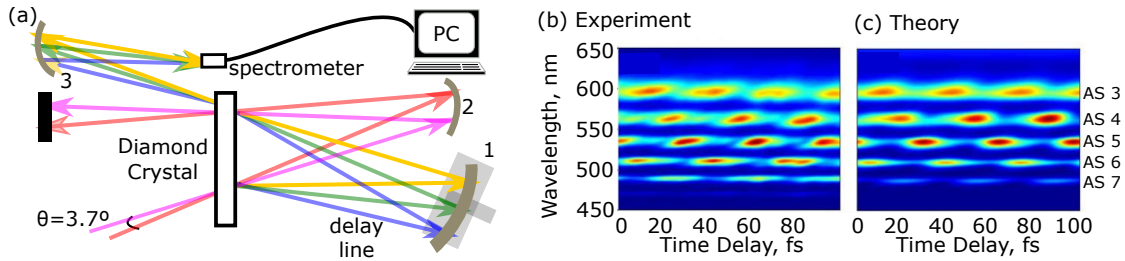 (a)
PC
spectrometer
3
2
1
Diamond
Crystal
θ=3.7º
delay
line
(b) Experiment
Wavelength, nm
650
600
550
500
450
0 20 40 60 80
Time Delay, fs
(c) Theory
AS 3
AS 4
AS 5
AS 6
AS 7
0 20 40 60 80 100
Time Delay, fs